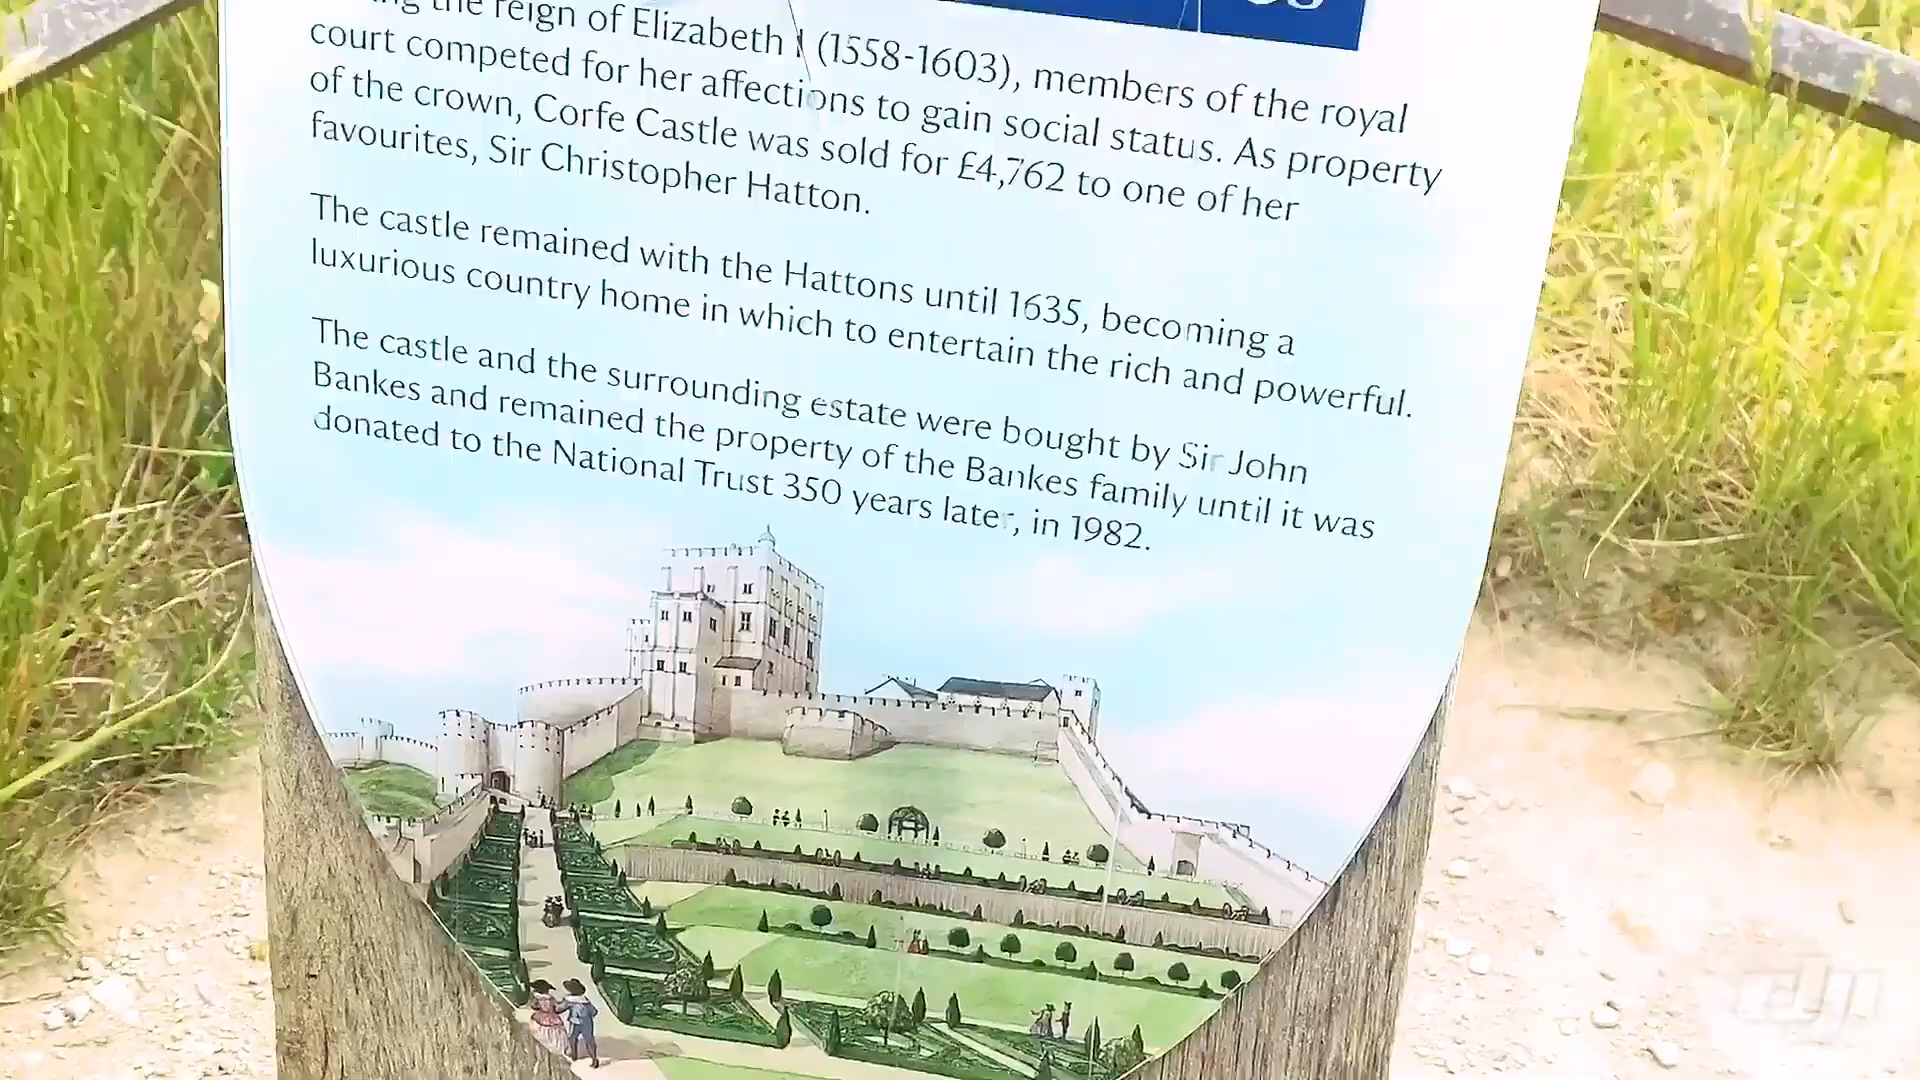 the reign of Elizabeth I (1558-1603), members of the royal
court competed for her affections to gain social status. As property
of the crown, Corfe Castle was sold for £4,762 to one of her
favourites, Sir Christopher Hatton.
The castle remained with the Hattons until 1635, becoming a
luxurious country home in which to entertain the rich and powerful.
The castle and the surrounding estate were bought by Sir John
Bankes and remained the property of the Bankes family until it was
donated to the National Trust 350 years later, in 1982.
dji